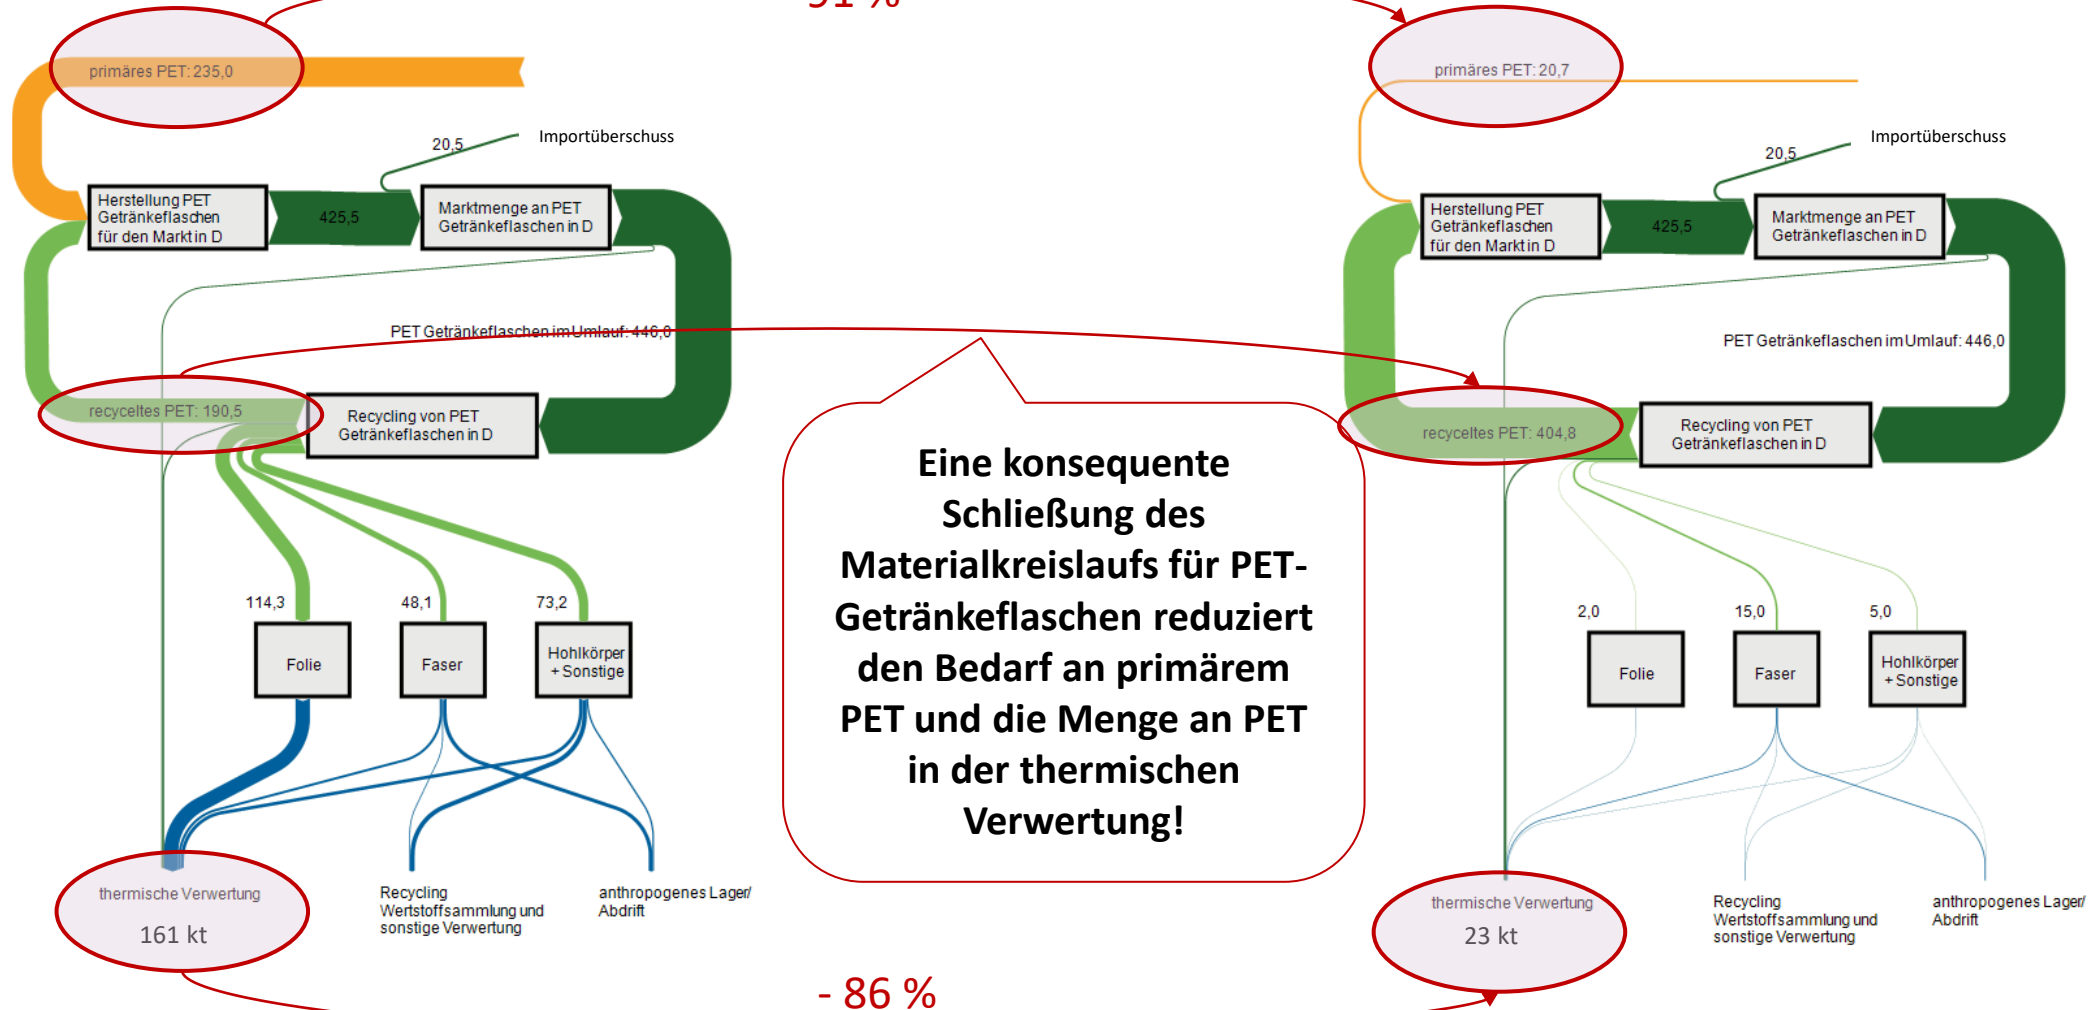 91 %
primäres PET: 235,0
20,5
Importüberschuss
Herstellung PET
Getränkeflaschen
für den Markt in D
425,5
Marktmenge an PET
Getränkeflaschen in D
PET Getränkeflaschen im Umlauf: 446,0
recyceltes PET: 190,5
Recycling von PET
Getränkeflaschen in D
114,3
48,1
73,2
Folie
Faser
Hohlkörper
+ Sonstige
thermische Verwertung
161 kt
Recycling
Wertstoffsammlung und
sonstige Verwertung
anthropogenes Lager/
Abdrift
Eine konsequente
Schließung des
Materialkreislaufs für PET-
Getränkeflaschen reduziert
den Bedarf an primärem
PET und die Menge an PET
in der thermischen
Verwertung!
- 86 %
primäres PET: 20,7
20,5
Importüberschuss
Herstellung PET
Getränkeflaschen
für den Markt in D
425,5
Marktmenge an PET
Getränkeflaschen in D
PET Getränkeflaschen im Umlauf: 446,0
recyceltes PET: 404,8
Recycling von PET
Getränkeflaschen in D
2,0
15,0
5,0
Folie
Faser
Hohlkörper
+ Sonstige
thermische Verwertung
23 kt
Recycling
Wertstoffsammlung und
sonstige Verwertung
anthropogenes Lager/
Abdrift